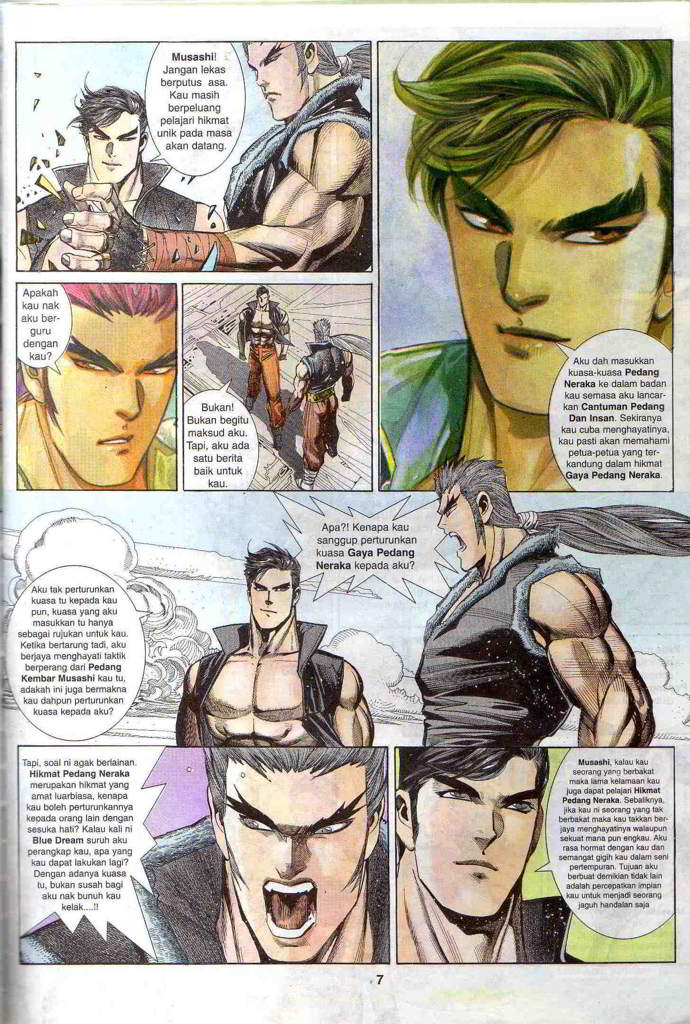 Musashi!
Jangan lekas
berputus asa.
Kau masih
berpeluang
pelajari hikmat
unik pada masa
akan datang.
Aku dah masukkan
kuasa-kuasa Pedang
Neraka ke dalam badan
kau semasa aku lancar-
kan Cantuman Pedang
Dan Insan. Sekiranya
kau cuba menghayatinya,
kau pasti akan memahami
petua-petua yang ter-
kandung dalam hikmat
Gaya Pedang Neraka.
Apakah
kau nak
aku ber-
guru
dengan
kau?
Bukan!
Bukan begitu
maksud aku.
Tapi, aku ada
satu berita
baik untuk
kau.
Apa?! Kenapa kau
sanggup perturunkan
kuasa Gaya Pedang
Neraka kepada aku?
Aku tak perturunkan
kuasa tu kepada kau
pun, kuasa yang aku
masukkan tu hanya
sebagai rujukan untuk kau.
Ketika bertarung tadi, aku
berjaya menghayati taktik
berperang dari Pedang
Kembar Musashi kau tu,
adakah ini juga bermakna
kau dahpun perturunkan
kuasa kepada aku?
Tapi, soal ni agak berlainan.
Hikmat Pedang Neraka
merupakan hikmat yang
amat luarbiasa, kenapa
kau boleh perturunkannya
kepada orang lain dengan
sesuka hati? Kalau kali ni
Blue Dream suruh aku
perangkap kau, apa yang
kau dapat lakukan lagi?
Dengan adanya kuasa
tu, bukan susah bagi
aku nak bunuh kau
kelak....!!
Musashi, kalau kau
seorang yang berbakat
maka lama kelamaan kau
juga dapat pelajari Hikmat
Pedang Neraka. Sebaliknya,
jika kau ni seorang yang tak
berbakat maka kau takkan ber-
jaya menghayatinya walaupun
sekuat mana pun engkau. Aku
rasa hormat dengan kau dan
semangat gigih kau dalam seni
pertempuran. Tujuan aku
berbuat demikian tidak lain
adalah percepatkan impian
kau untuk menjadi seorang
jaguh handalan saja
7